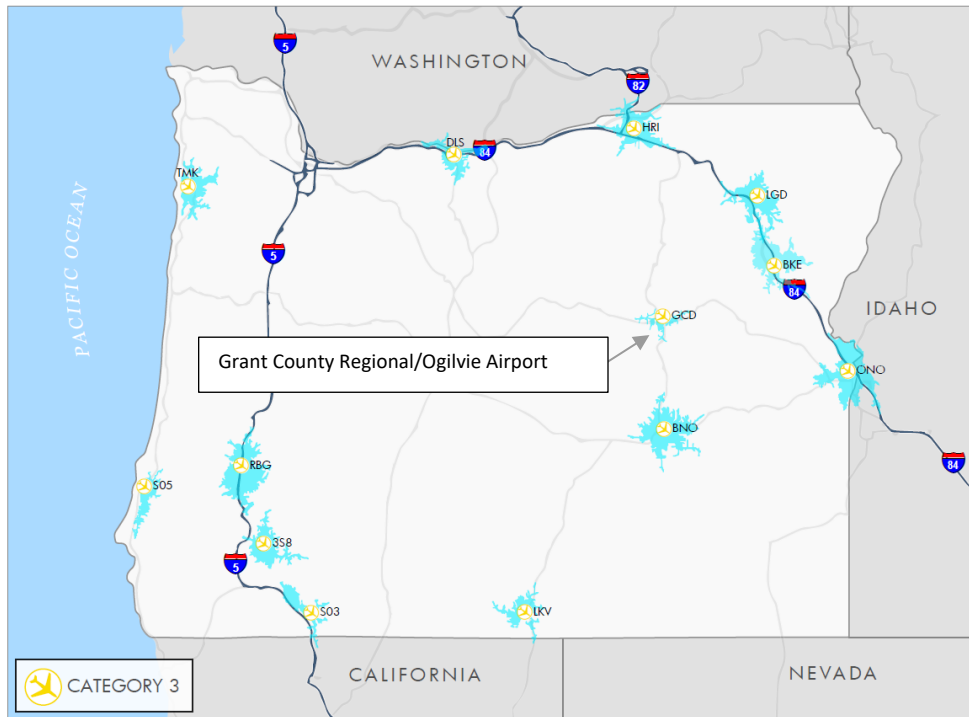 5
WASHINGTON
82
HRI
DLS
84
TMK
LGD
PACIFIC OCEAN
5
BKE
84
IDAHO
GCD
Grant County Regional/Ogilvie Airport
ONO
BNO
RBG
84
S05
3S8
5
S03
LKV
CATEGORY 3
CALIFORNIA
NEVADA